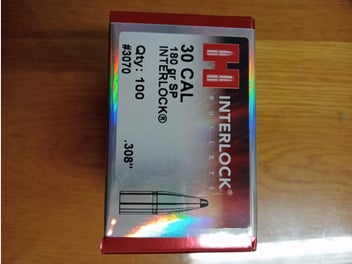 INTERLOCK®
BULLETS
30 CAL
180 gr SP
INTERLOCK®
Qty: 100
#3070
.308"